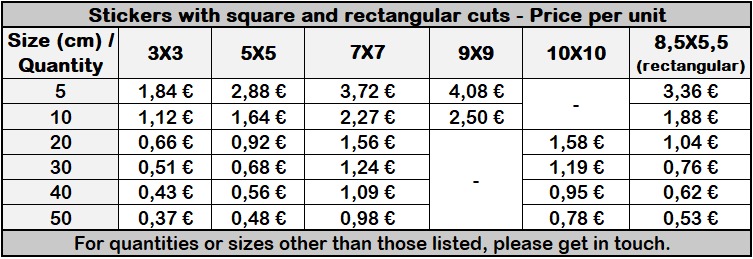 Stickers with square and rectangular cuts - Price per unit
Size (cm) / Quantity 3X3 5X5 7X7 9X9 10X10 8,5X5,5 (rectangular)
5 1,84 € 2,88 € 3,72 € 4,08 € - 3,36 €
10 1,12 € 1,64 € 2,27 € 2,50 € 1,88 €
20 0,66 € 0,92 € 1,56 € - 1,58 € 1,04 €
30 0,51 € 0,68 € 1,24 € 1,19 € 0,76 €
40 0,43 € 0,56 € 1,09 € 0,95 € 0,62 €
50 0,37 € 0,48 € 0,98 € 0,78 € 0,53 €
For quantities or sizes other than those listed, please get in touch.